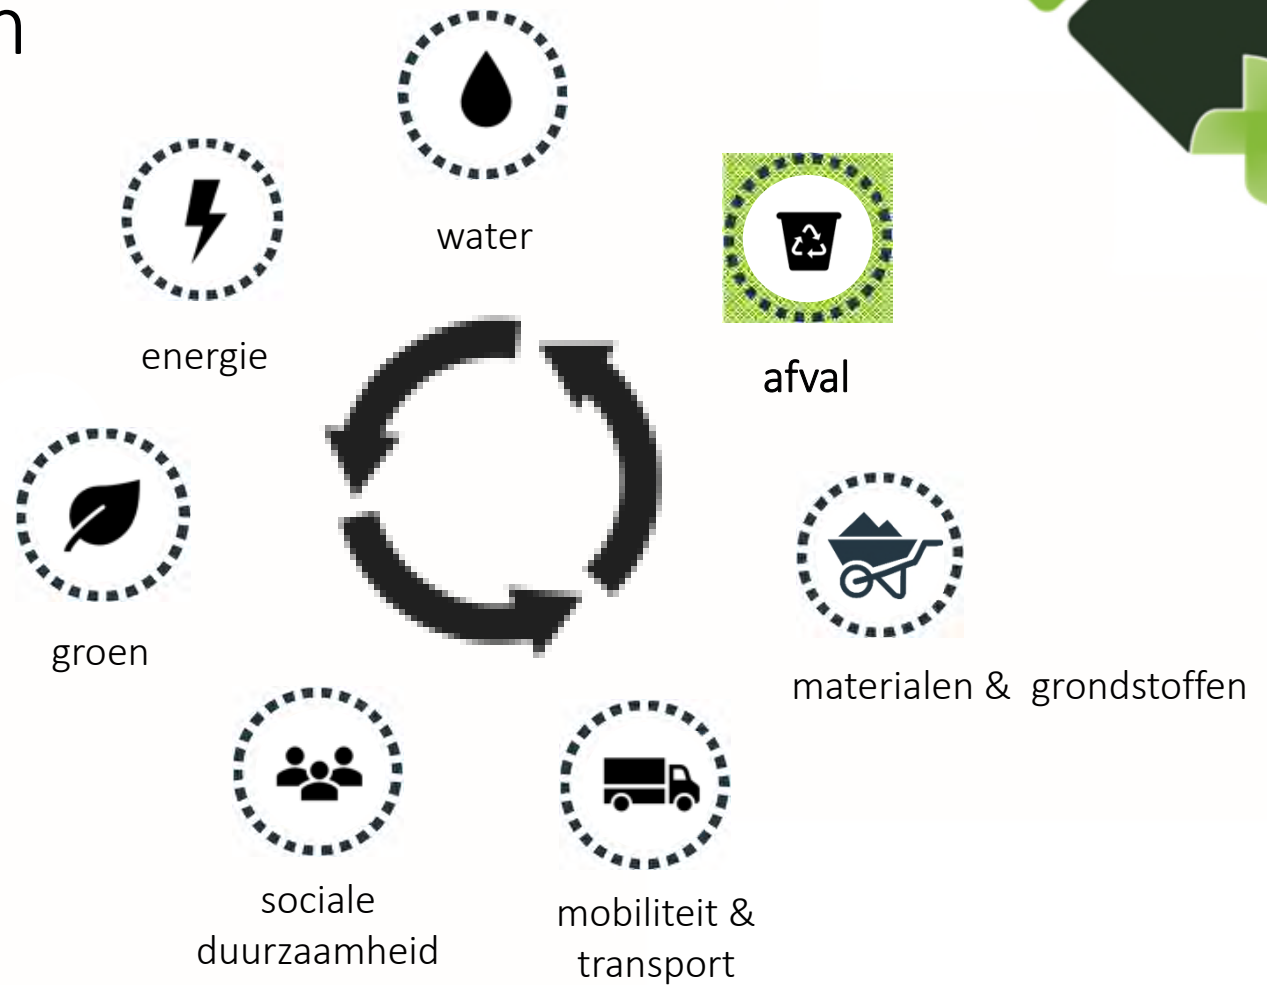 n
water
energie
afval
groen
materialen & grondstoffen
sociale
duurzaamheid
mobiliteit &
transport